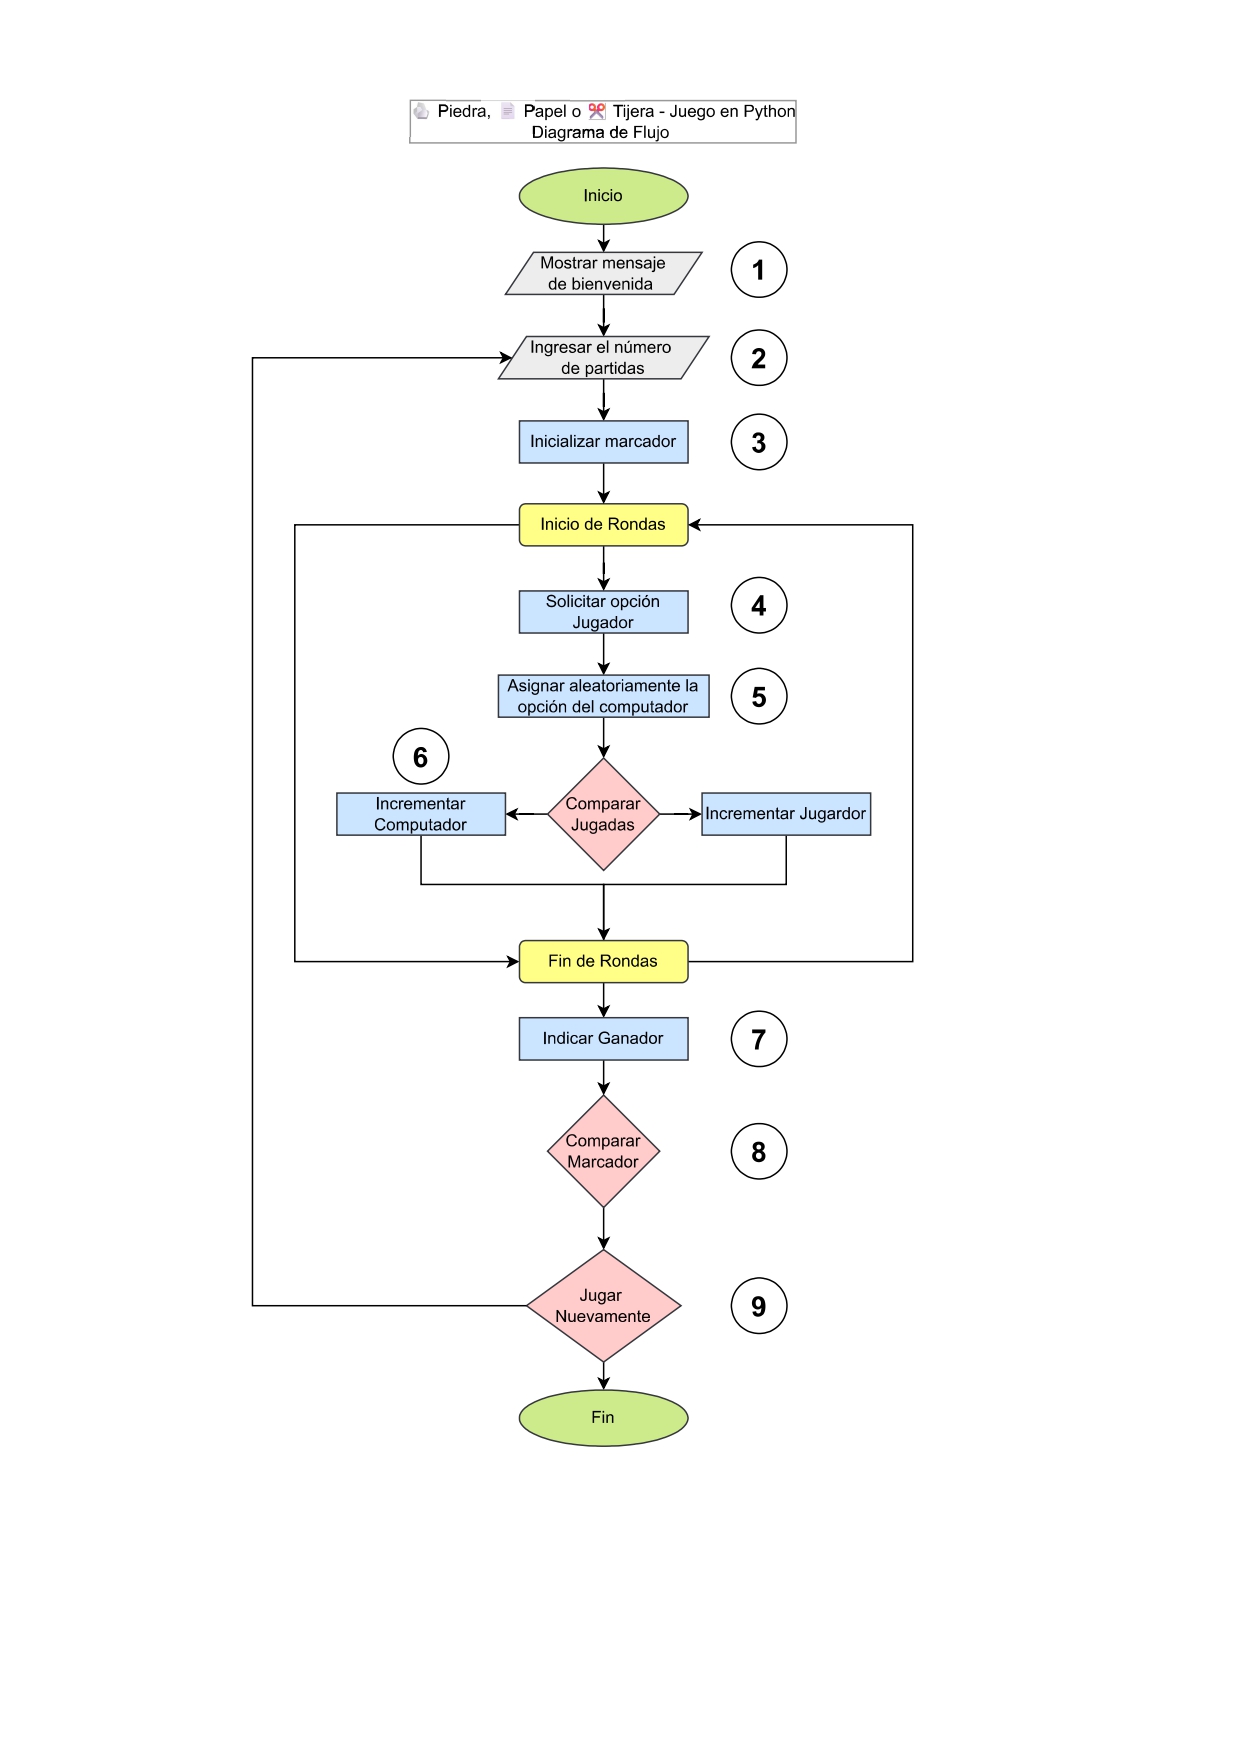 Piedra, Papel o Tijera - Juego en Python
Diagrama de Flujo
Inicio
Mostrar mensaje
de bienvenida
1
Ingresar el número
de partidas
2
Inicializar marcador
3
Inicio de Rondas
Solicitar opción
Jugador
4
Asignar aleatoriamente la
opción del computador
5
6
Incrementar
Computador
Comparar
Jugadas
Incrementar Jugardor
Fin de Rondas
Indicar Ganador
7
Comparar
Marcador
8
Jugar
Nuevamente
9
Fin